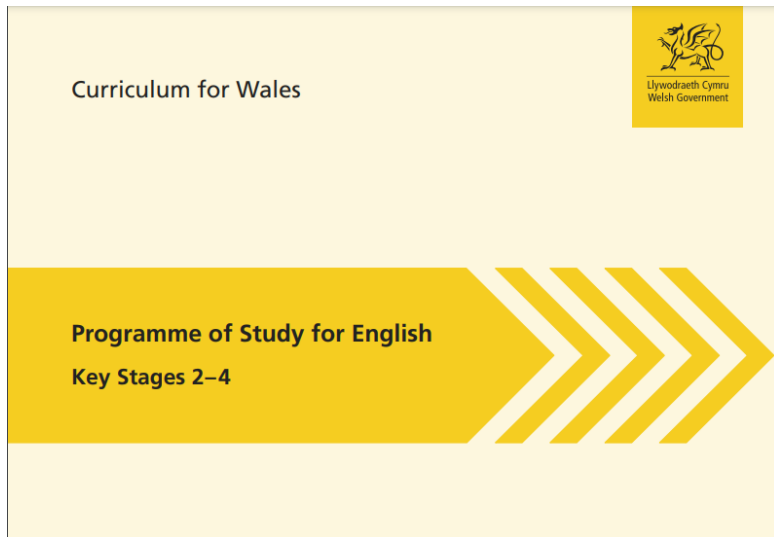 Curriculum for Wales
Llywodraeth Cymru
Welsh Government
Programme of Study for English
Key Stages 2–4